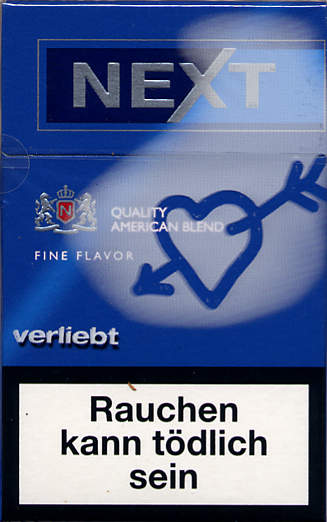 NEXT
N
QUALITY
AMERICAN BLEND
FINE FLAVOR
verliebt
Rauchen
kann tödlich
sein